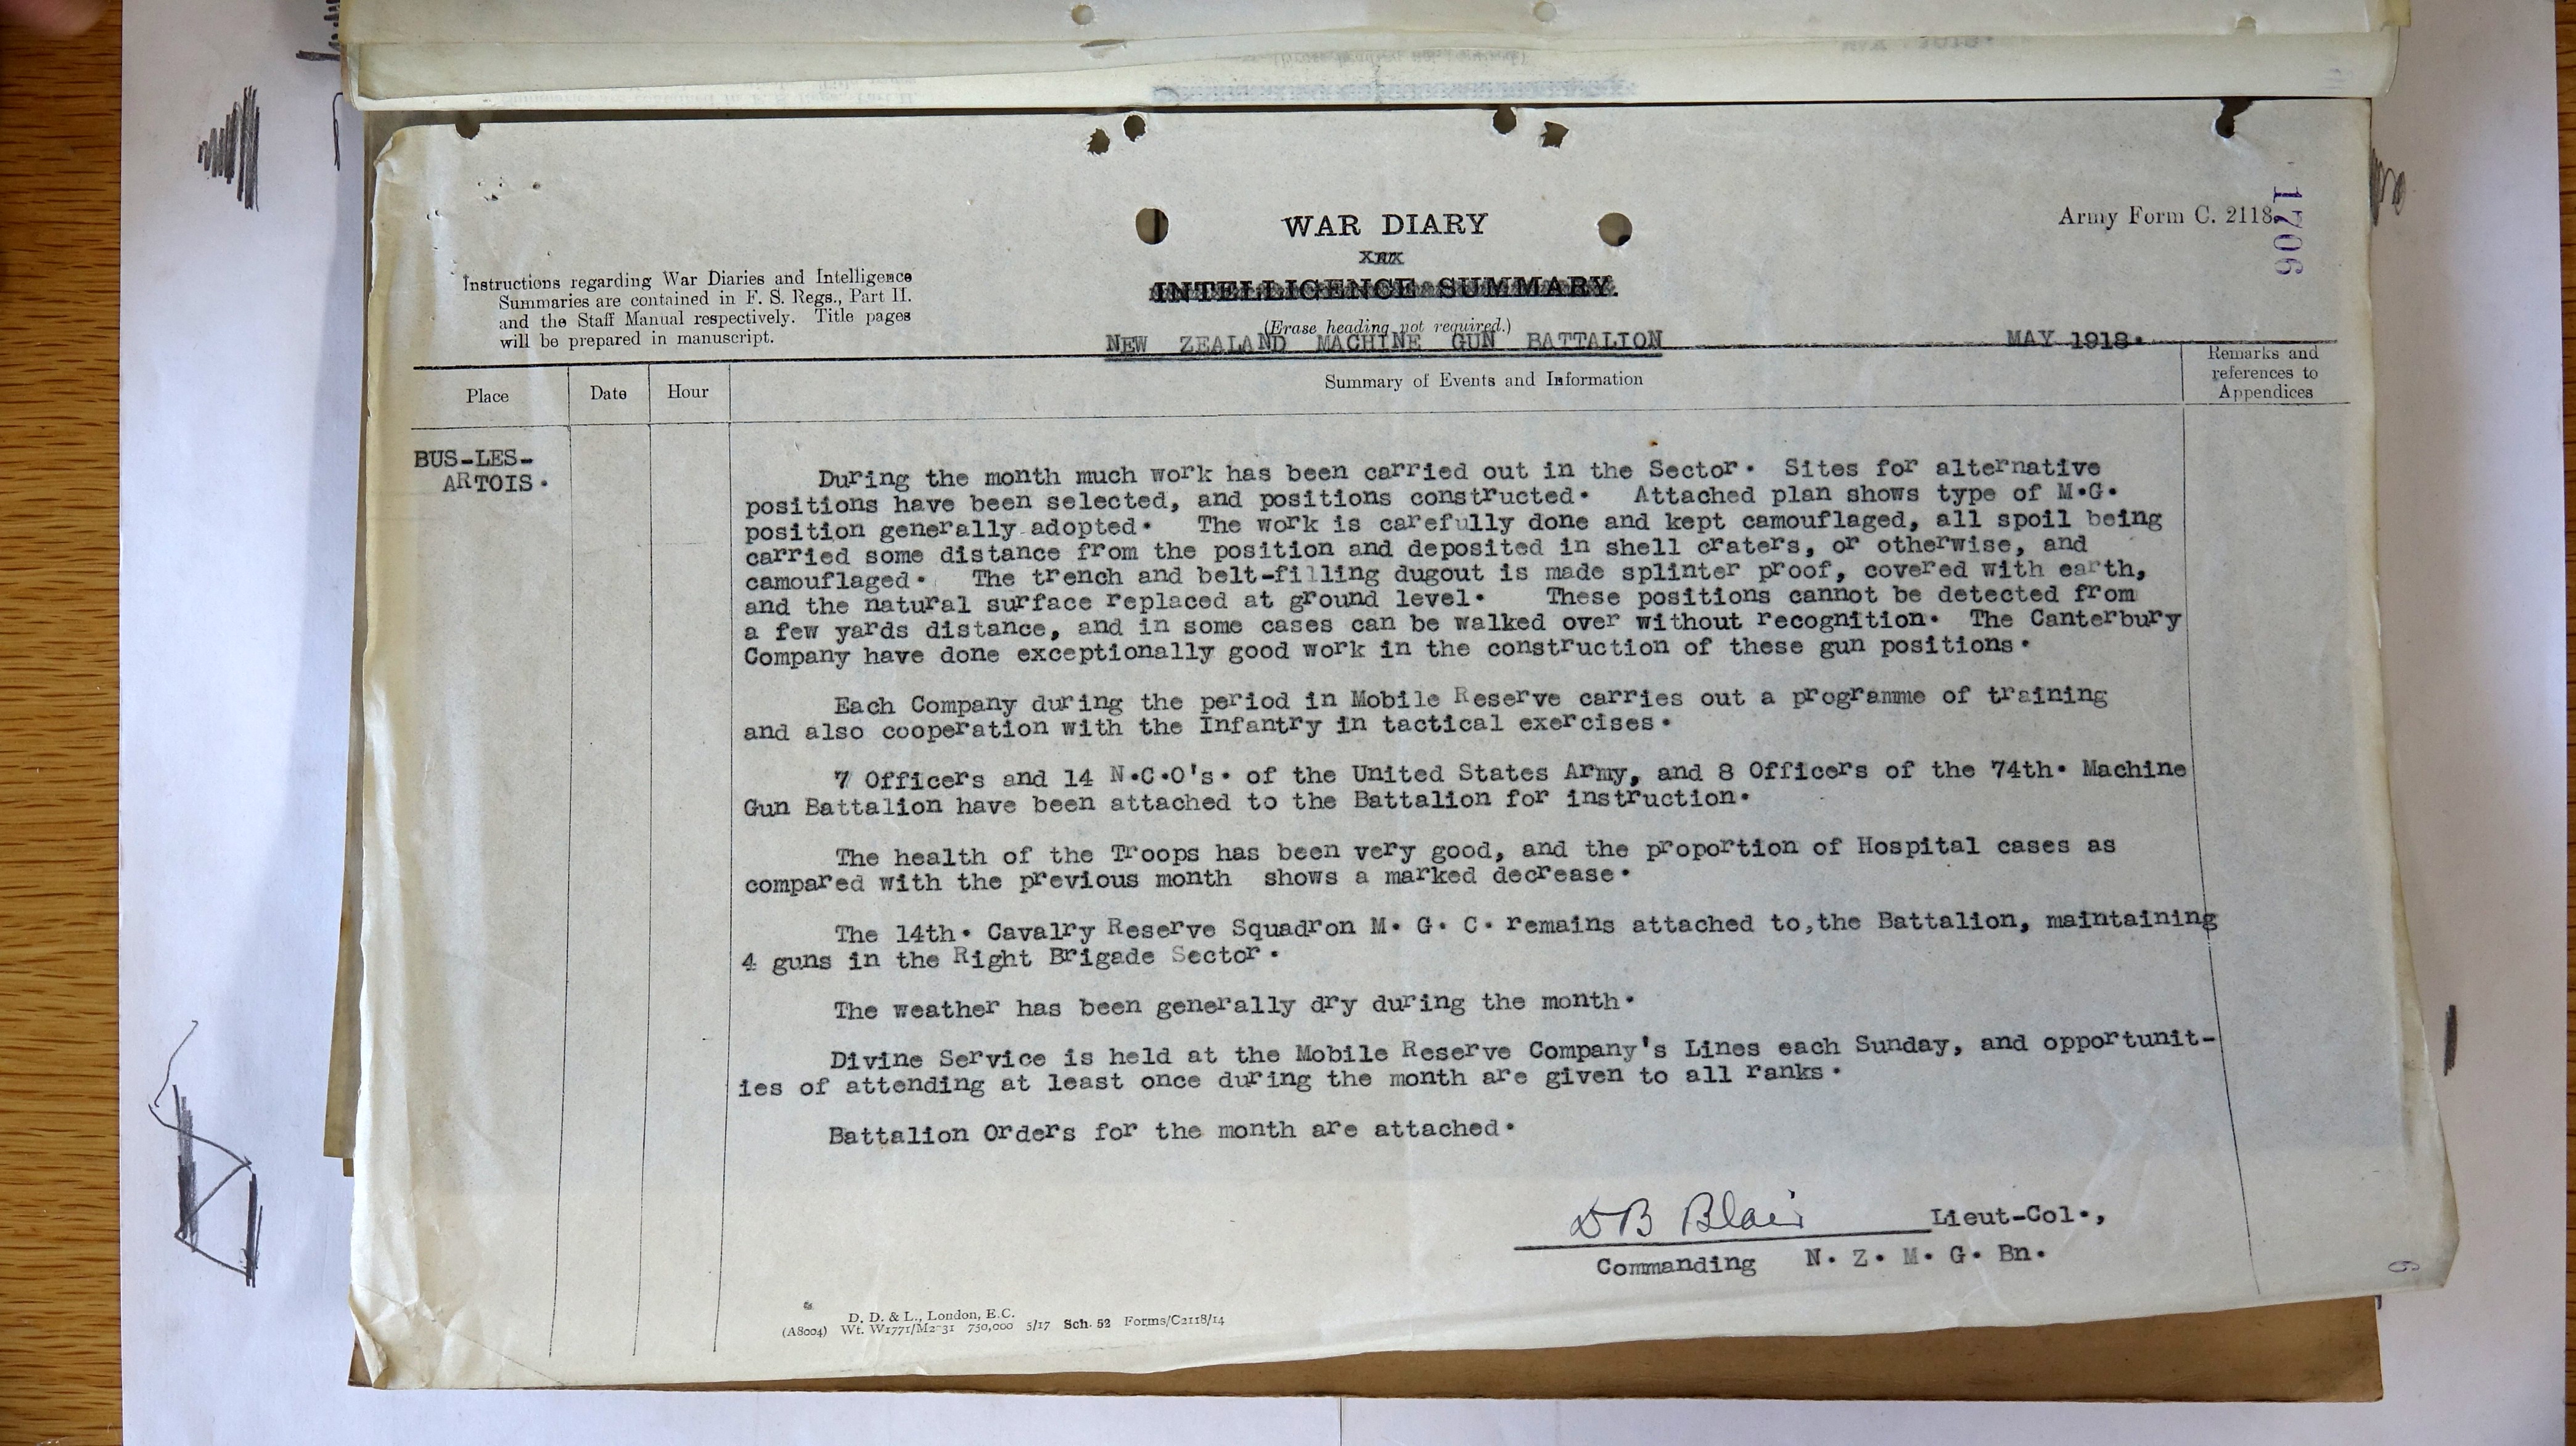 WAR DIARY
Army Form C. 2118.
1706
INTELLIGENCE SUMMARY.
Instructions regarding War Diaries and Intelligence
Summaries are contained in F. S. Regs., Part II.
and the Staff Manual respectively. Title pages
will be prepared in manuscript.
(Erase heading not required.)
NEW ZEALAND MACHINE GUN BATTALION
MAY 1918.
Place
Date
Hour
Summary of Events and Information
Remarks and
references to
Appendices
BUS-LES-
ARTOIS.
During the month much work has been carried out in the Sector. Sites for alternative
positions have been selected, and positions constructed. Attached plan shows type of M.G.
position generally adopted. The work is carefully done and kept camouflaged, all spoil being
carried some distance from the position and deposited in shell craters, or otherwise, and
camouflaged. The trench and belt-filling dugout is made splinter proof, covered with earth,
and the natural surface replaced at ground level. These positions cannot be detected from
a few yards distance, and in some cases can be walked over without recognition. The Canterbury
Company have done exceptionally good work in the construction of these gun positions.
Each Company during the period in Mobile Reserve carries out a programme of training
and also cooperation with the Infantry in tactical exercises.
7 Officers and 14 N.C.O's. of the United States Army, and 8 Officers of the 74th. Machine
Gun Battalion have been attached to the Battalion for instruction.
The health of the Troops has been very good, and the proportion of Hospital cases as
compared with the previous month shows a marked decrease.
The 14th. Cavalry Reserve Squadron M. G. C. remains attached to,the Battalion, maintaining
4 guns in the Right Brigade Sector.
The weather has been generally dry during the month.
Divine Service is held at the Mobile Reserve Company's Lines each Sunday, and opportunit-
ies of attending at least once during the month are given to all ranks.
Battalion Orders for the month are attached.
D B Blair Lieut-Col.,
Commanding N. Z. M. G. Bn.
D. D. & L., London, E.C.
(A8004) Wt. W1771/M2-31 750,000 5/17 Sch. 52 Forms/C2118/14